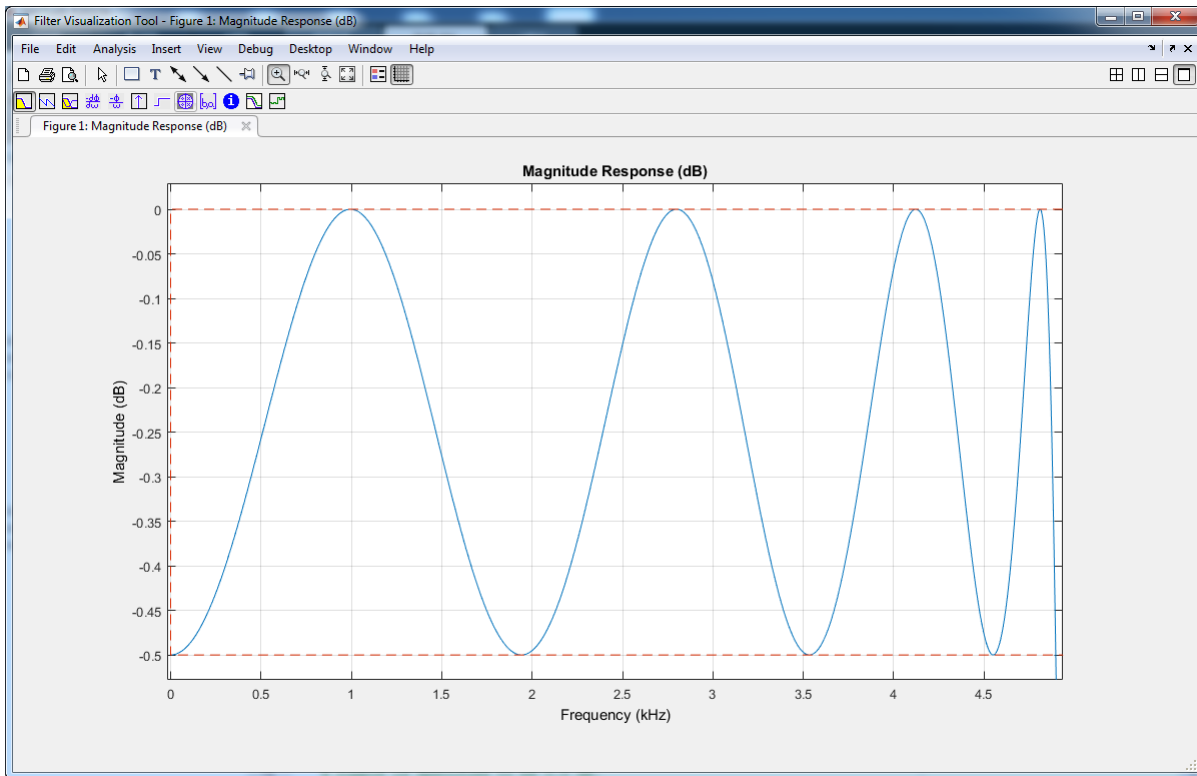 Filter Visualization Tool - Figure 1: Magnitude Response (dB)
File Edit Analysis Insert View Debug Desktop Window Help
Figure 1: Magnitude Response (dB)
Magnitude Response (dB)
0
-0.05
-0.1
-0.15
-0.2
-0.25
-0.3
-0.35
-0.4
-0.45
-0.5
Magnitude (dB)
0 0.5 1 1.5 2 2.5 3 3.5 4 4.5
Frequency (kHz)